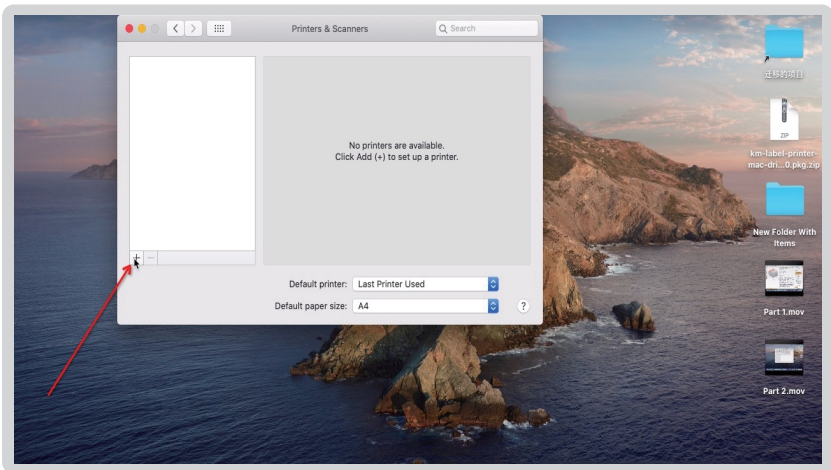 Printers & Scanners
Search
No printers are available.
Click Add (+) to set up a printer.
+ −
Default printer: Last Printer Used
Default paper size: A4
?
迁移的项目
ZIP
km-label-printer-
mac-dri...0.pkg.zip
New Folder With
Items
Part 1.mov
Part 2.mov